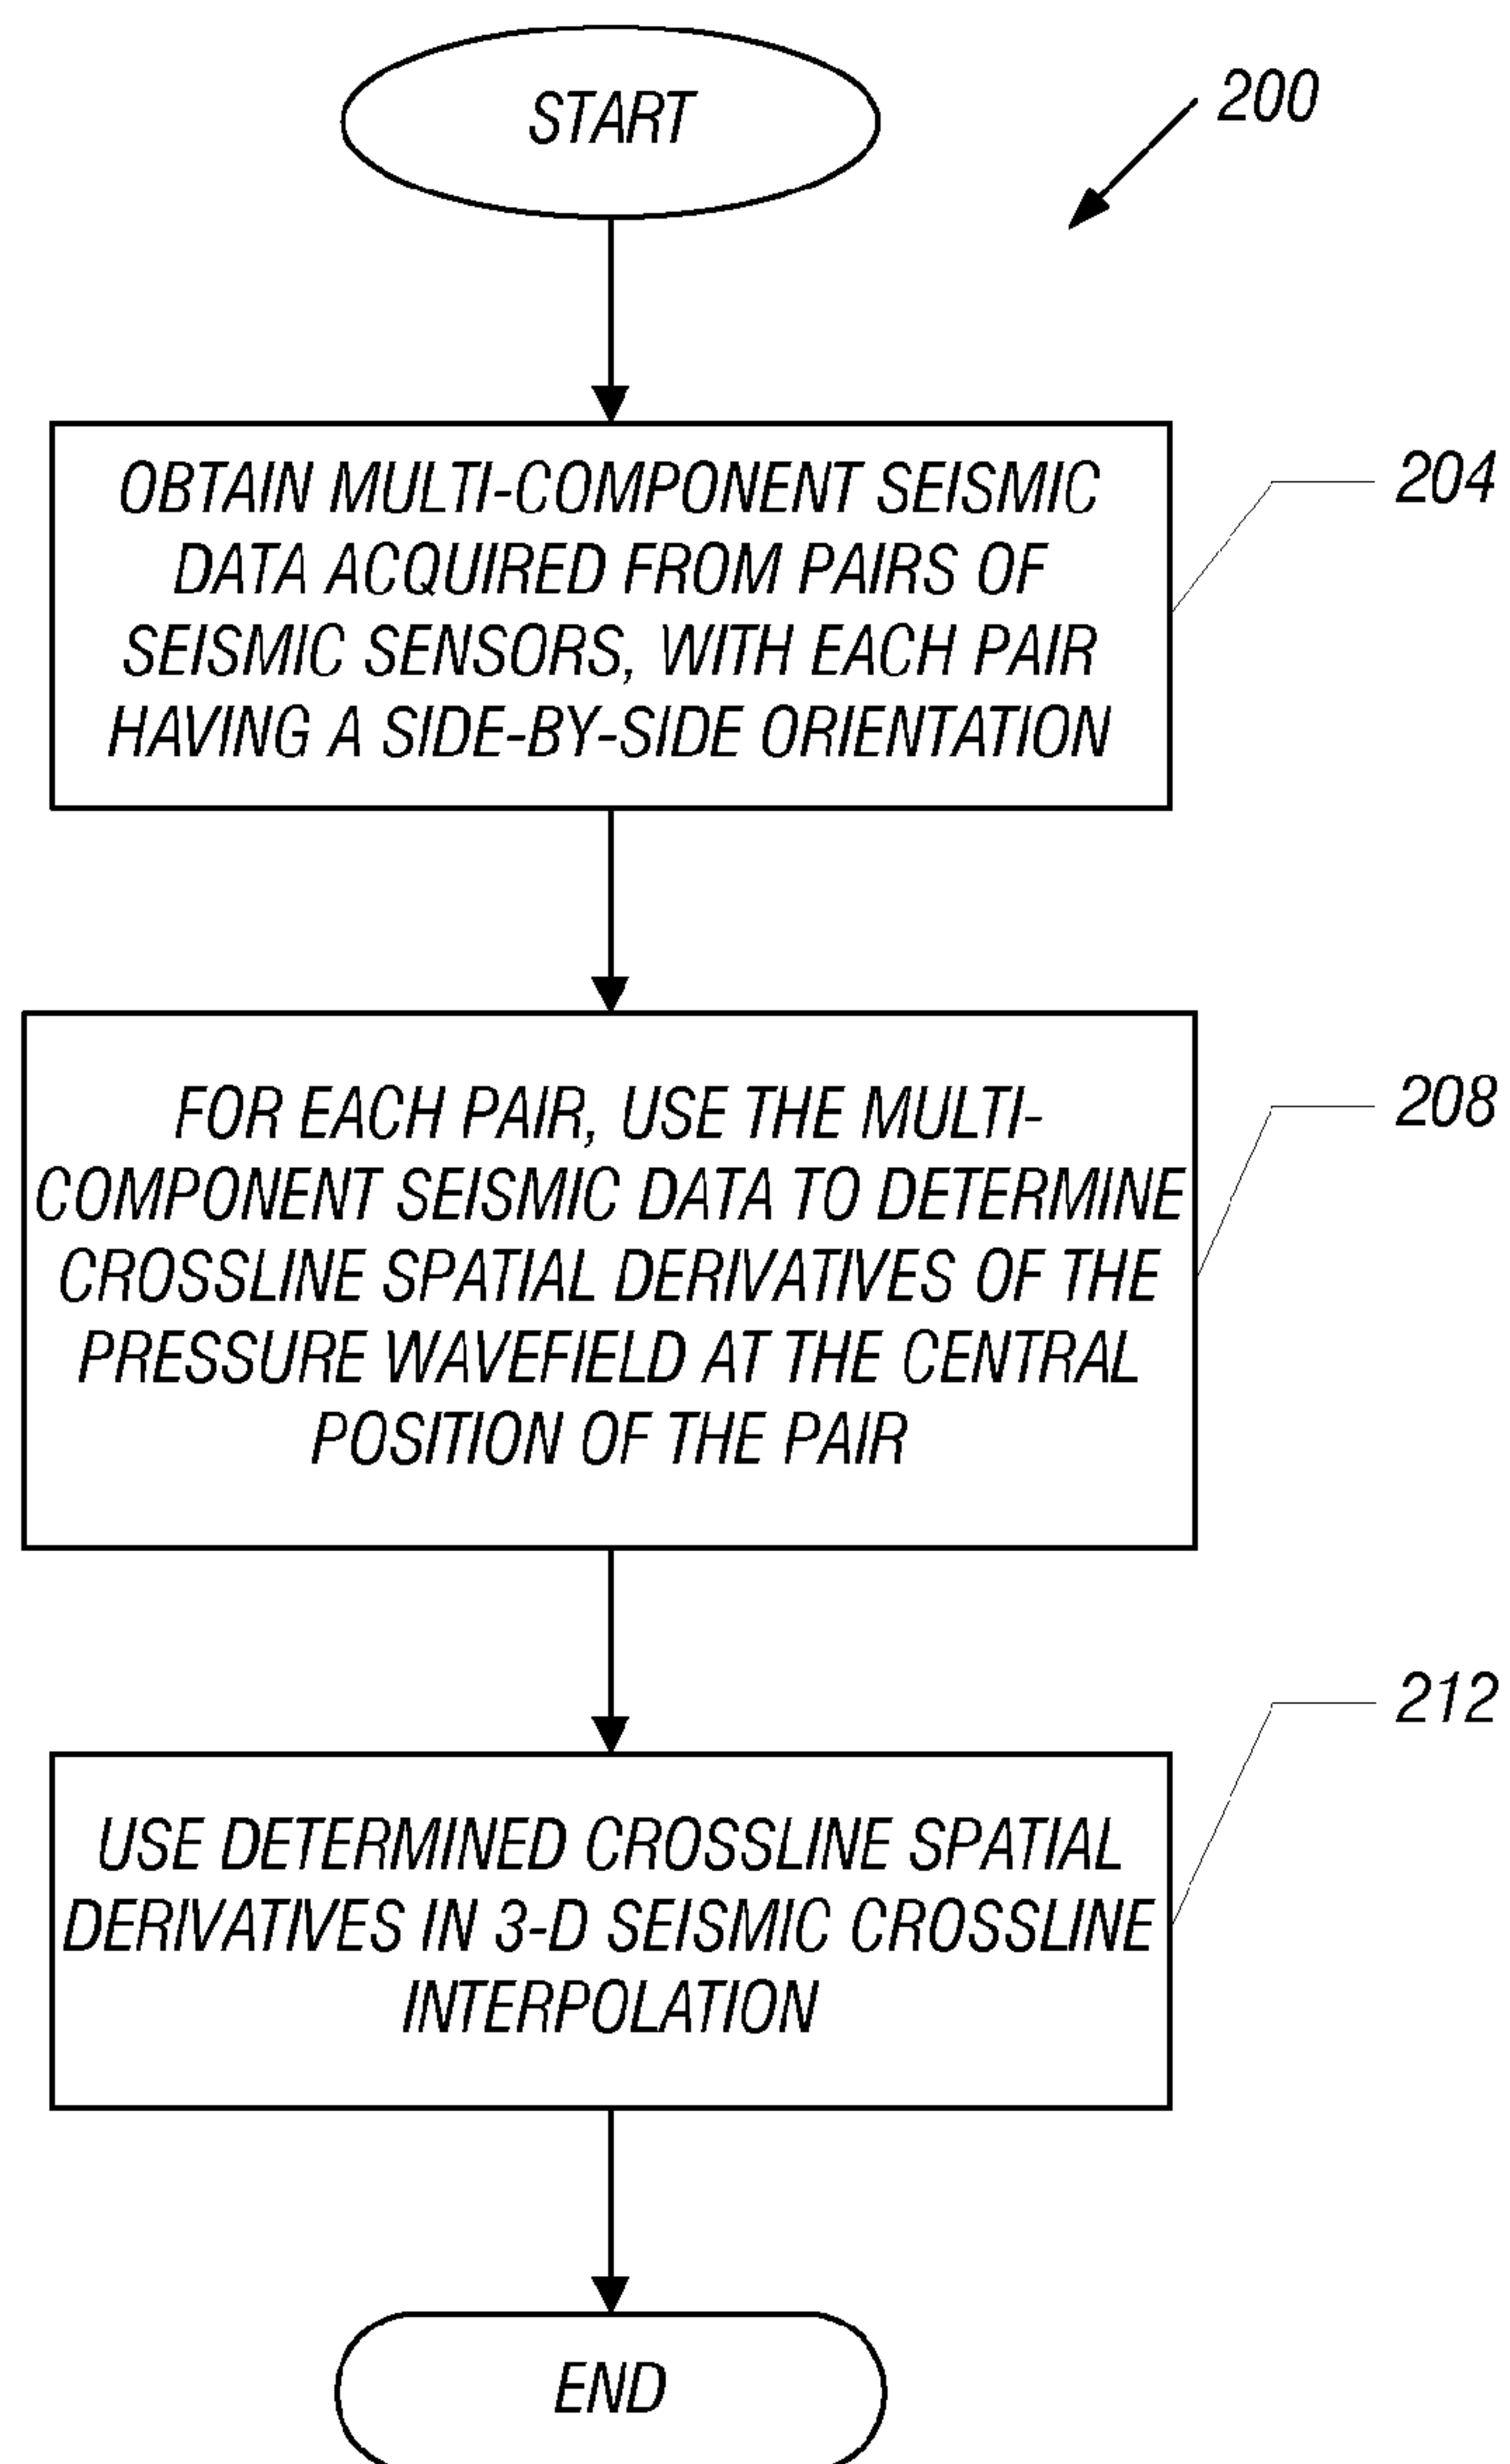 START
200
OBTAIN MULTI-COMPONENT SEISMIC
DATA ACQUIRED FROM PAIRS OF
SEISMIC SENSORS, WITH EACH PAIR
HAVING A SIDE-BY-SIDE ORIENTATION
204
FOR EACH PAIR, USE THE MULTI-
COMPONENT SEISMIC DATA TO DETERMINE
CROSSLINE SPATIAL DERIVATIVES OF THE
PRESSURE WAVEFIELD AT THE CENTRAL
POSITION OF THE PAIR
208
USE DETERMINED CROSSLINE SPATIAL
DERIVATIVES IN 3-D SEISMIC CROSSLINE
INTERPOLATION
212
END